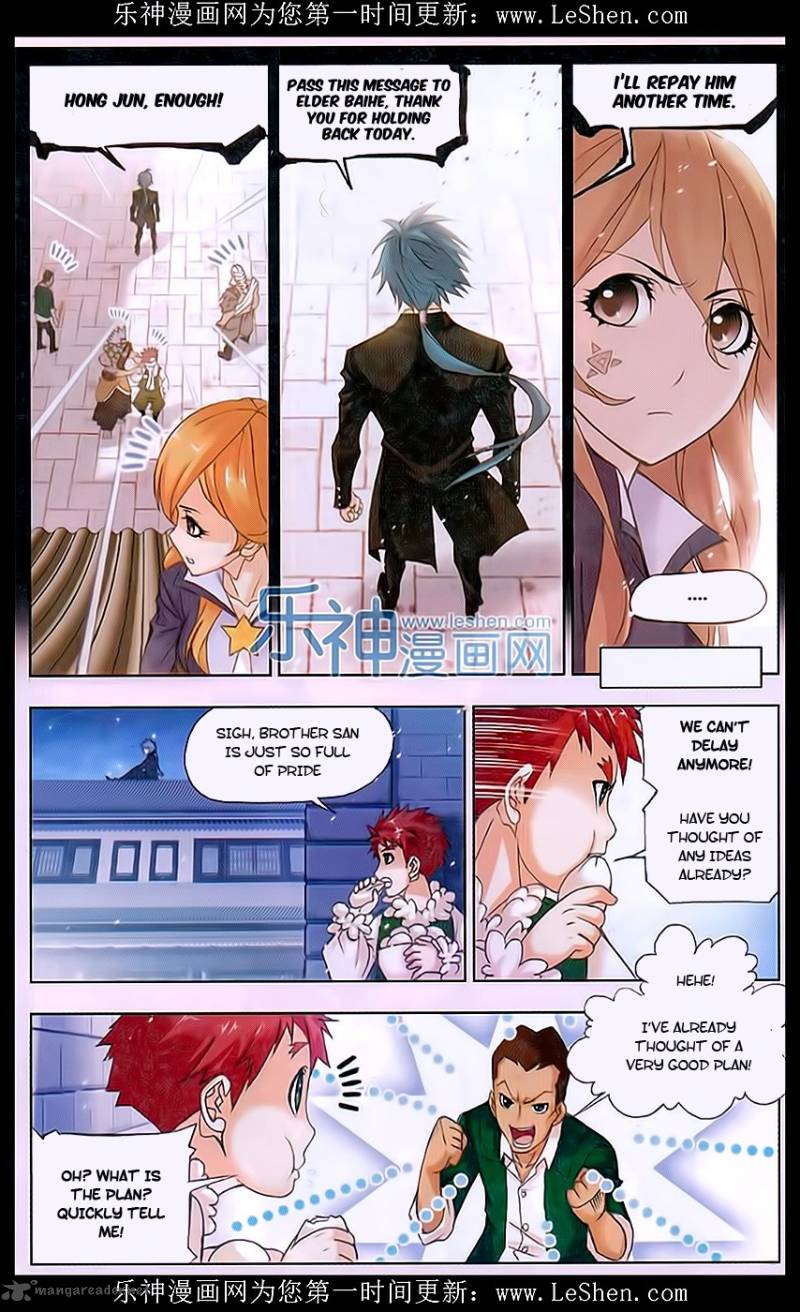 乐神漫画网为您第一时间更新：www.LeShen.com
HONG JUN, ENOUGH!
PASS THIS MESSAGE TO
ELDER BAIHE, THANK
YOU FOR HOLDING
BACK TODAY.
I'LL REPAY HIM
ANOTHER TIME.
....
乐神漫画网
www.leshen.com
SIGH, BROTHER SAN
IS JUST SO FULL
OF PRIDE
WE CAN'T
DELAY
ANYMORE!
HAVE YOU
THOUGHT OF
ANY IDEAS
ALREADY?
HEHE!
I'VE ALREADY
THOUGHT OF A
VERY GOOD PLAN!
OH? WHAT IS
THE PLAN?
QUICKLY TELL
ME!
乐神漫画网为您第一时间更新：www.LeShen.com